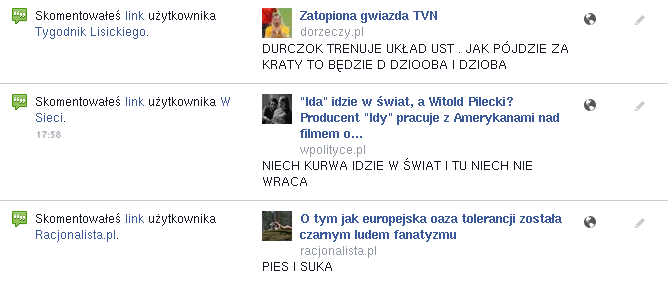 Skomentowałeś link użytkownika
Tygodnik Lisickiego.
Zatopiona gwiazda TVN
dorzeczy.pl
DURCZOK TRENUJE UKŁAD UST . JAK PÓJDZIE ZA
KRATY TO BĘDZIE D DZIOOBA I DZIOBA
Skomentowałeś link użytkownika W
Sieci.
17:58
"Ida" idzie w świat, a Witold Pilecki?
Producent "Idy" pracuje z Amerykanami nad
filmem o...
wpolityce.pl
NIECH KURWA IDZIE W ŚWIAT I TU NIECH NIE
WRACA
Skomentowałeś link użytkownika
Racjonalista.pl.
O tym jak europejska oaza tolerancji została
czarnym ludem fanatyzmu
racjonalista.pl
PIES I SUKA